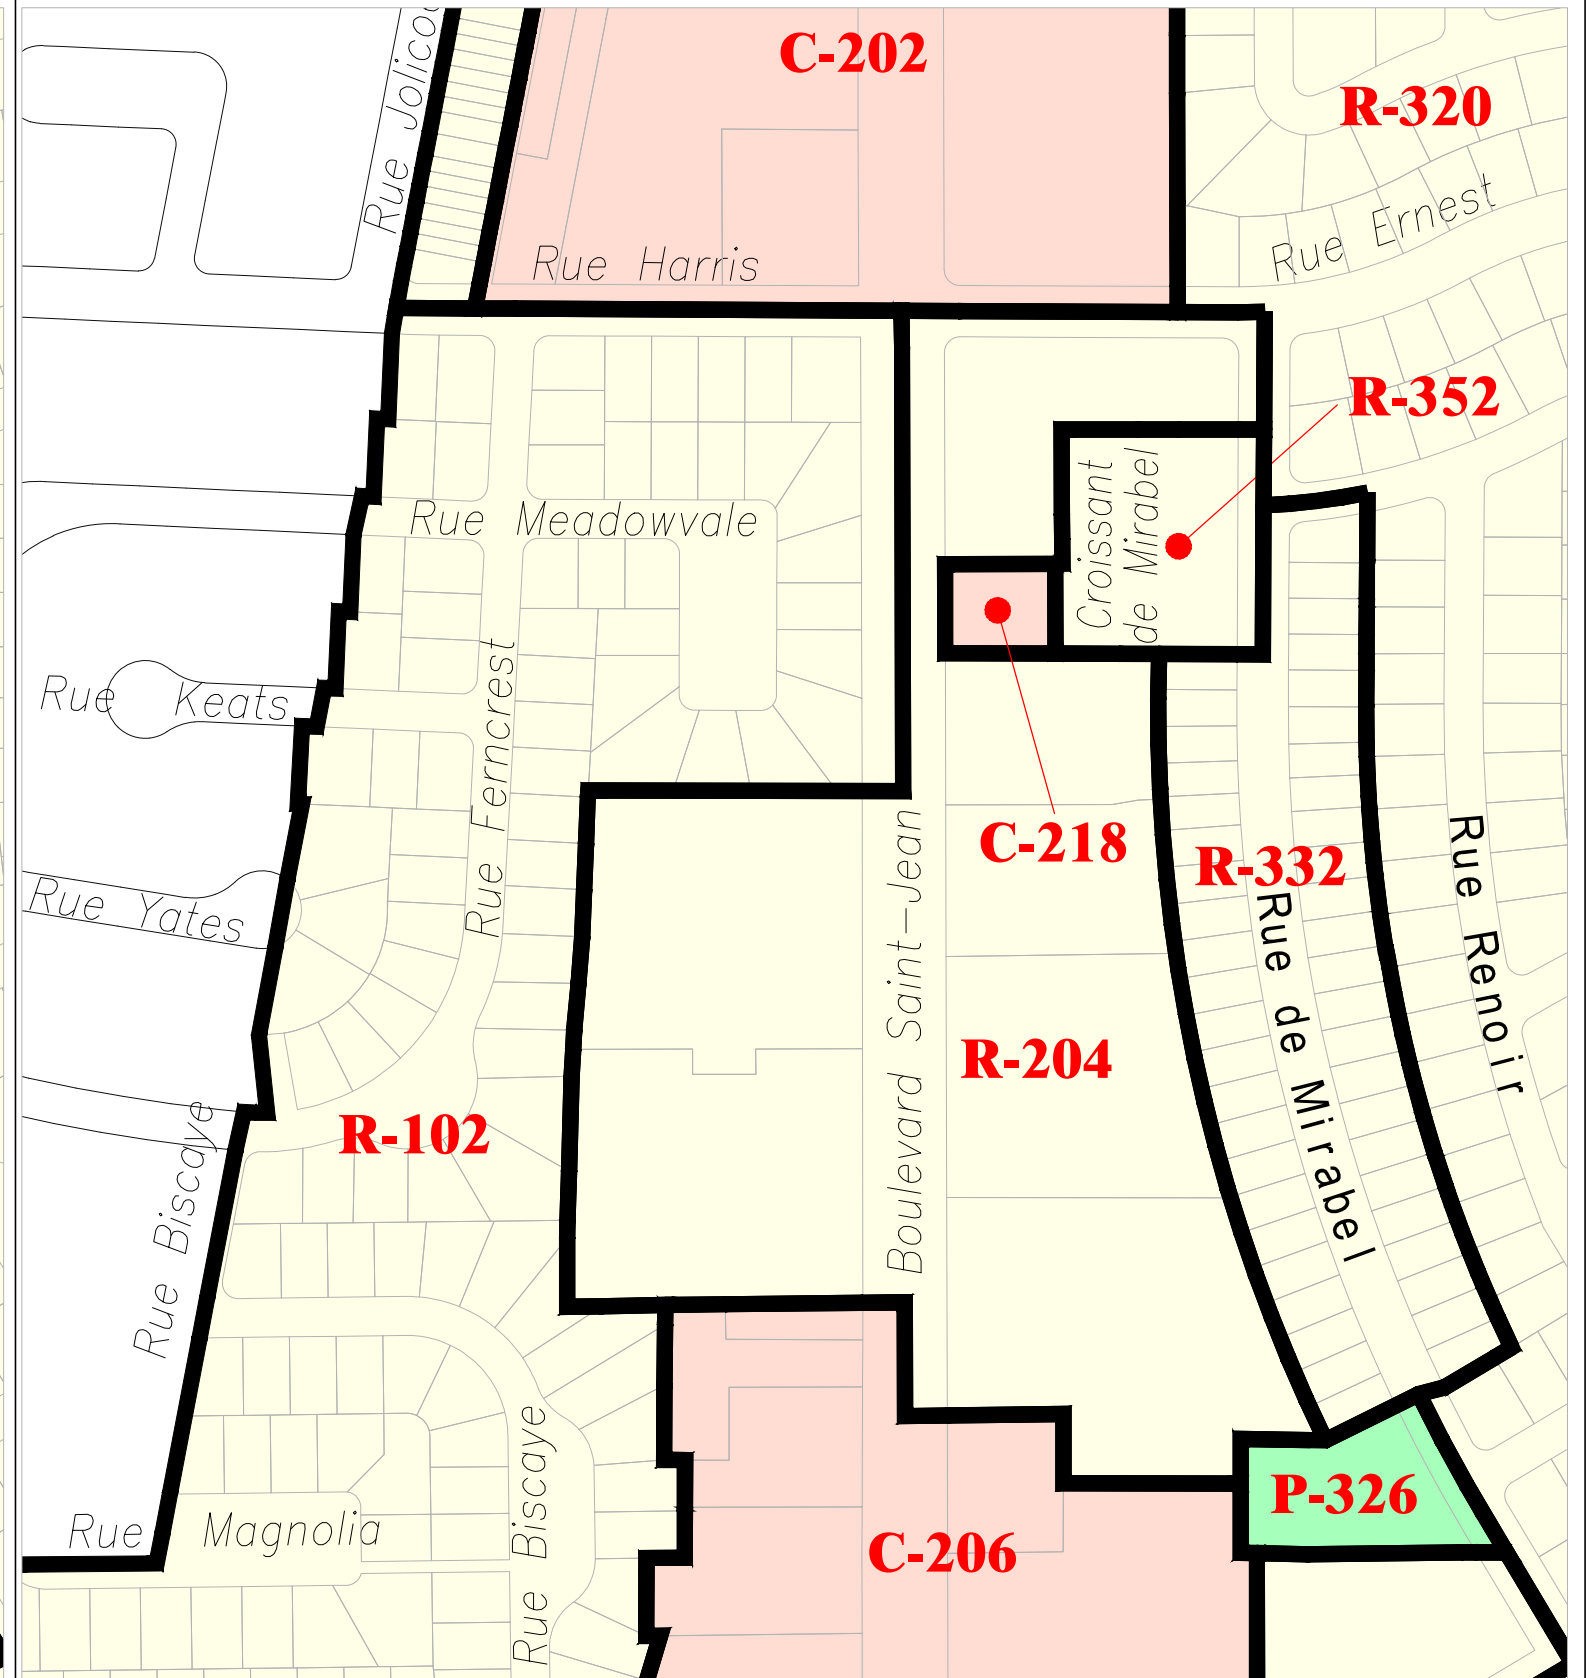 C-202
R-320
Rue Ernest
Rue Harris
R-352
Rue Meadowvale
Croissant
de Mirabel
Rue Keats
Rue Ferncrest
C-218
R-332
Rue Yates
Boulevard Saint-Jean
Rue de Mirabel
Rue Renoir
R-204
R-102
Rue Biscaye
Rue Biscaye
P-326
Rue Magnolia
C-206